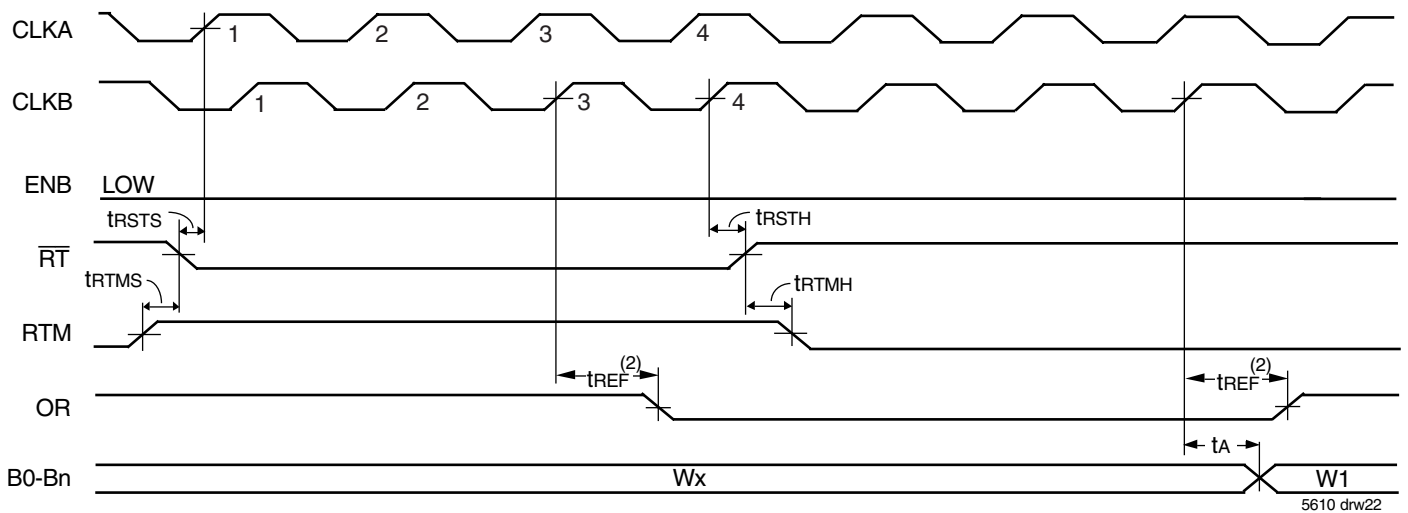 CLKA 1 2 3 4
CLKB 1 2 3 4
ENB LOW
tRSTS tRSTH
RT
tRTMS tRTMH
RTM
tREF(2) tREF(2)
OR
tA
B0-Bn Wx W1
5610 drw22